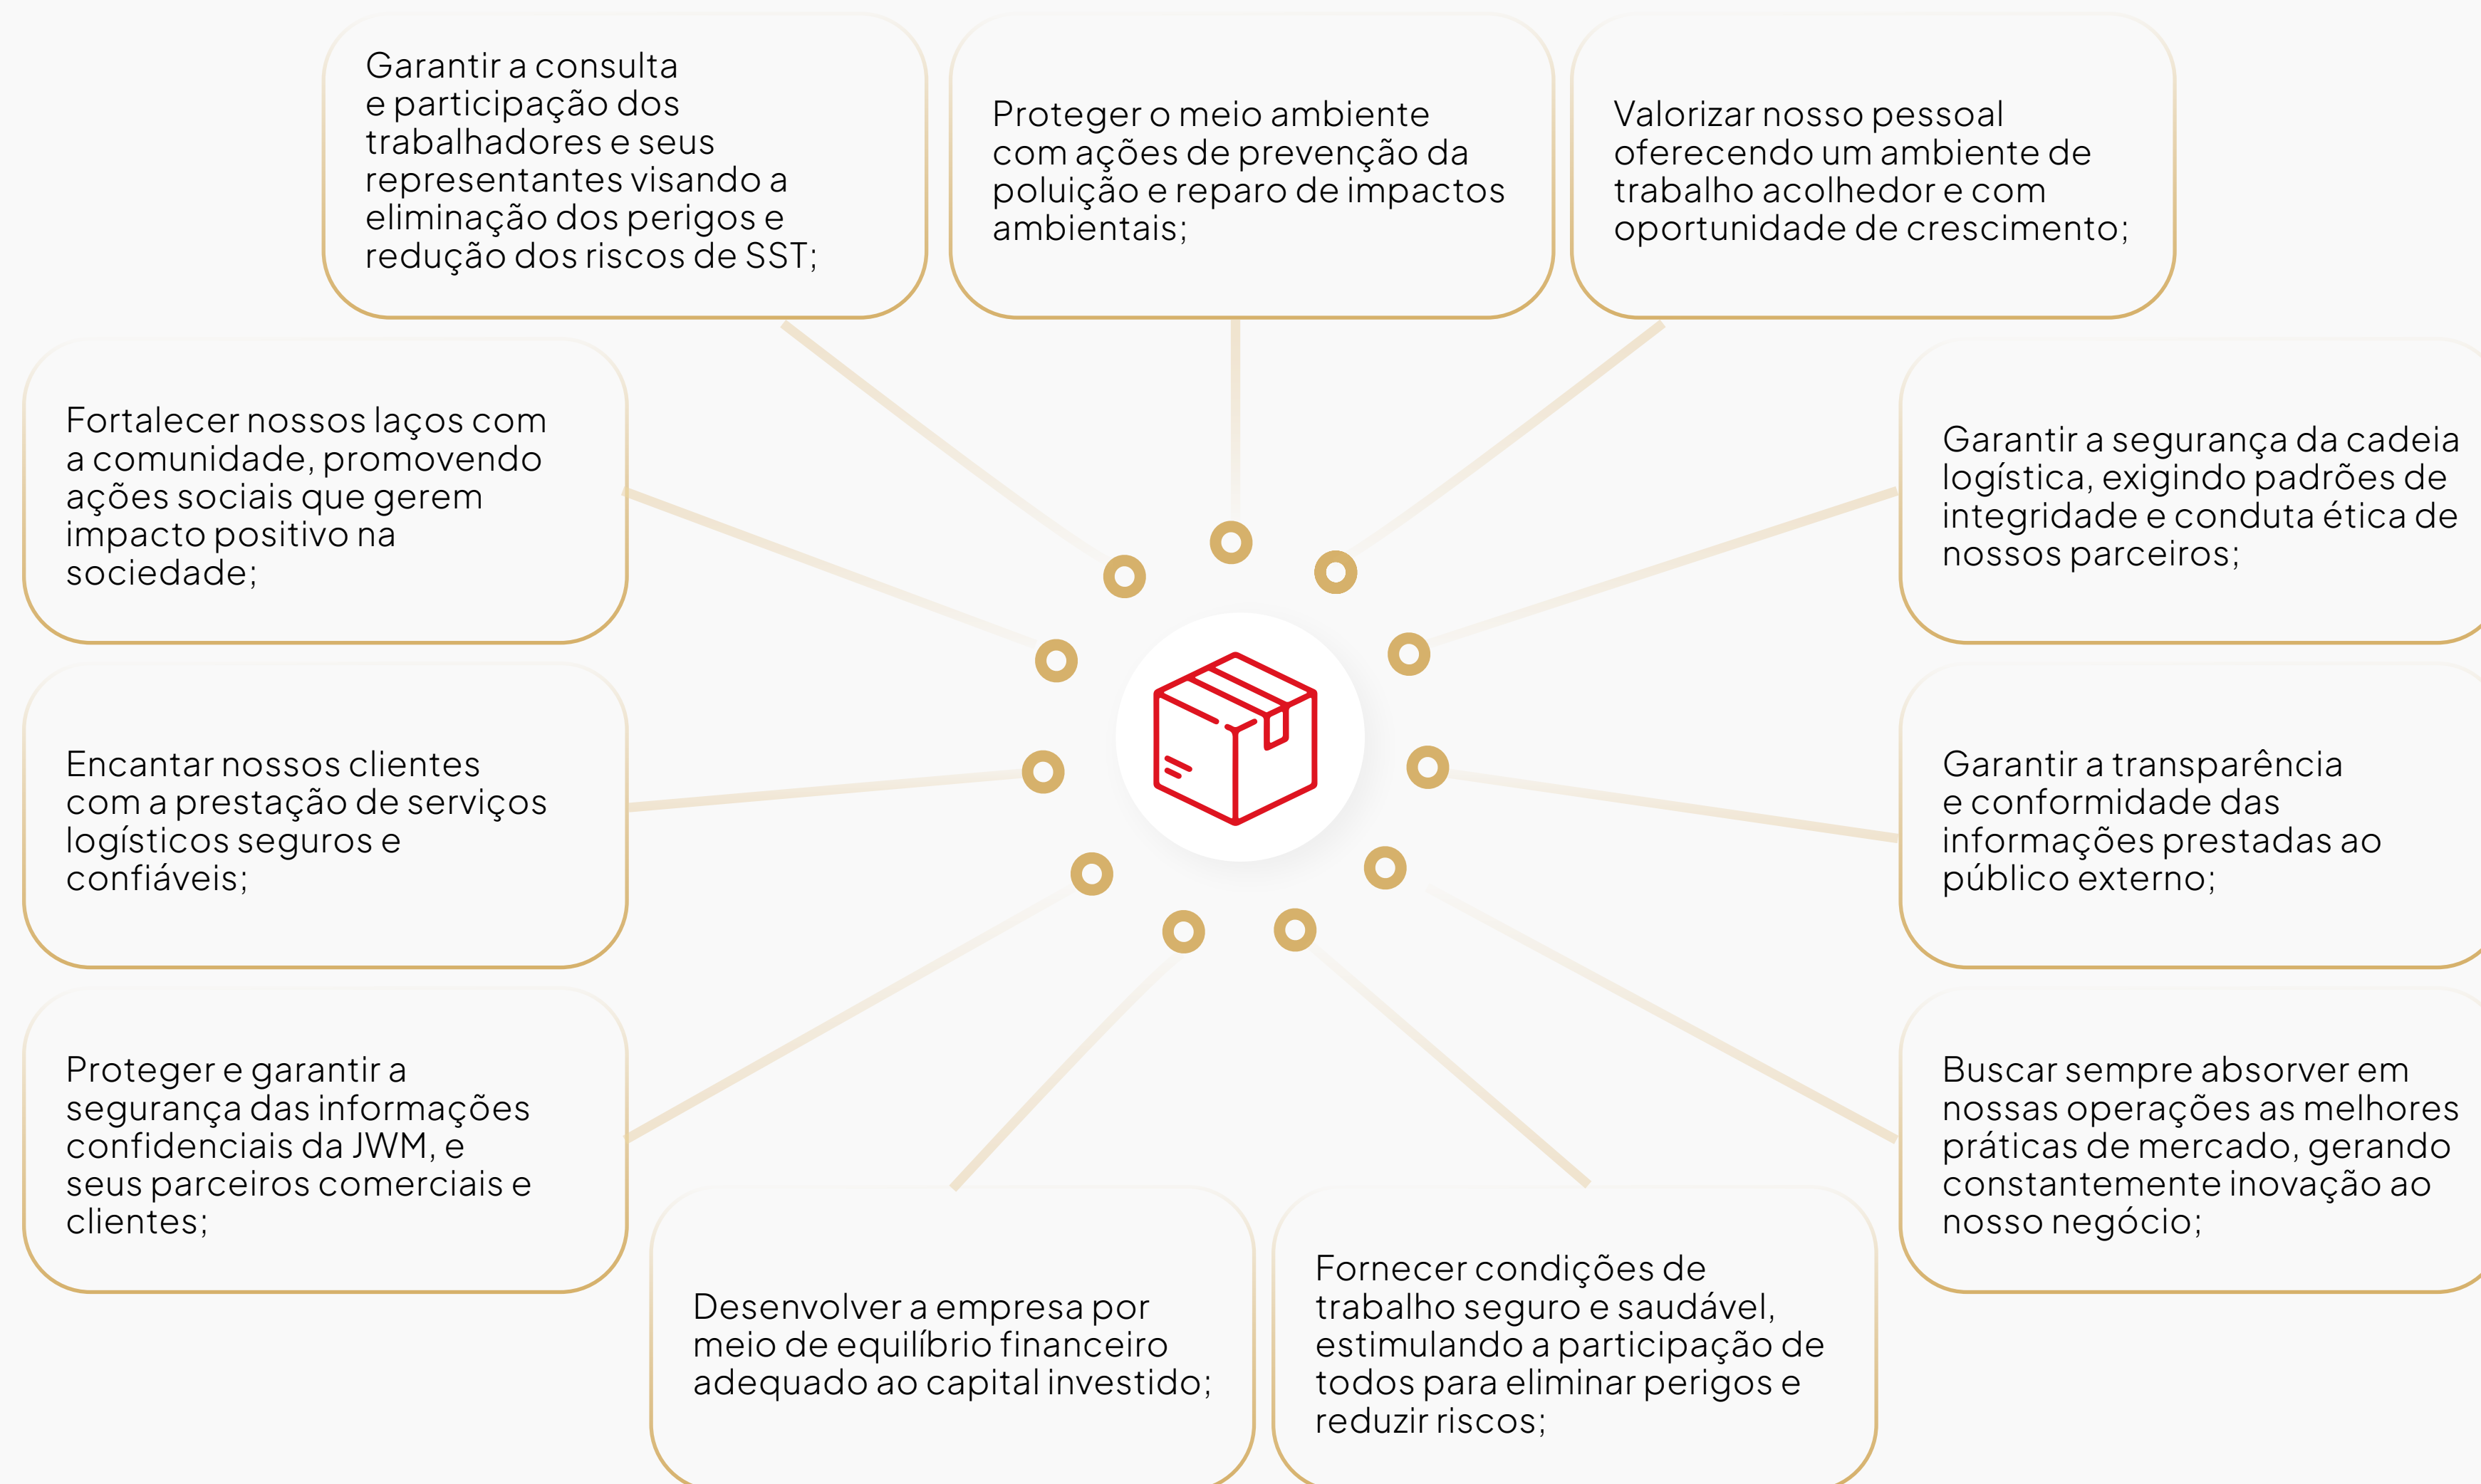 Garantir a consulta
e participação dos
trabalhadores e seus
representantes visando a
eliminação dos perigos e
redução dos riscos de SST;
Proteger o meio ambiente
com ações de prevenção da
poluição e reparo de impactos
ambientais;
Valorizar nosso pessoal
oferecendo um ambiente de
trabalho acolhedor e com
oportunidade de crescimento;
Fortalecer nossos laços com
a comunidade, promovendo
ações sociais que gerem
impacto positivo na
sociedade;
Garantir a segurança da cadeia
logística, exigindo padrões de
integridade e conduta ética de
nossos parceiros;
Encantar nossos clientes
com a prestação de serviços
logísticos seguros e
confiáveis;
Garantir a transparência
e conformidade das
informações prestadas ao
público externo;
Proteger e garantir a
segurança das informações
confidenciais da JWM, e
seus parceiros comerciais e
clientes;
Buscar sempre absorver em
nossas operações as melhores
práticas de mercado, gerando
constantemente inovação ao
nosso negócio;
Desenvolver a empresa por
meio de equilíbrio financeiro
adequado ao capital investido;
Fornecer condições de
trabalho seguro e saudável,
estimulando a participação de
todos para eliminar perigos e
reduzir riscos;